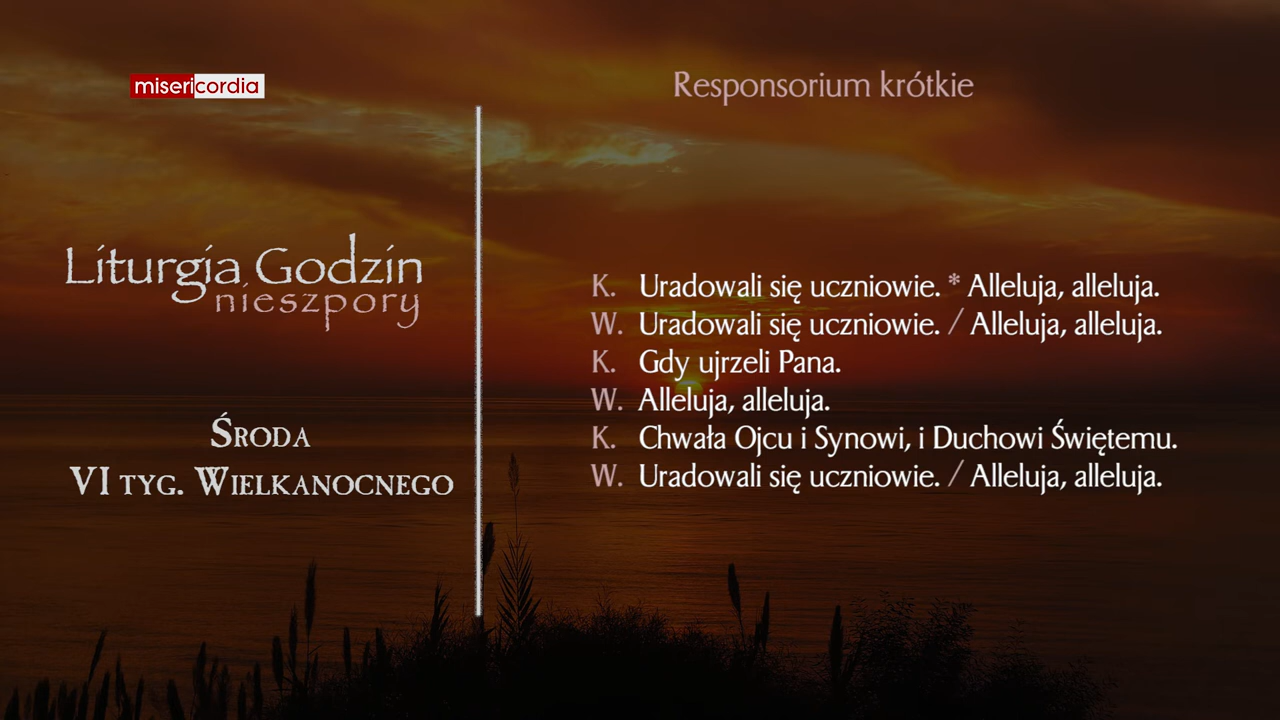 misericordia
Liturgia Godzin
nieszpory
Środa
VI tyg. Wielkanocnego
Responsorium krótkie
K. Uradowali się uczniowie. * Alleluja, alleluja.
W. Uradowali się uczniowie. / Alleluja, alleluja.
K. Gdy ujrzeli Pana.
W. Alleluja, alleluja.
K. Chwała Ojcu i Synowi, i Duchowi Świętemu.
W. Uradowali się uczniowie. / Alleluja, alleluja.